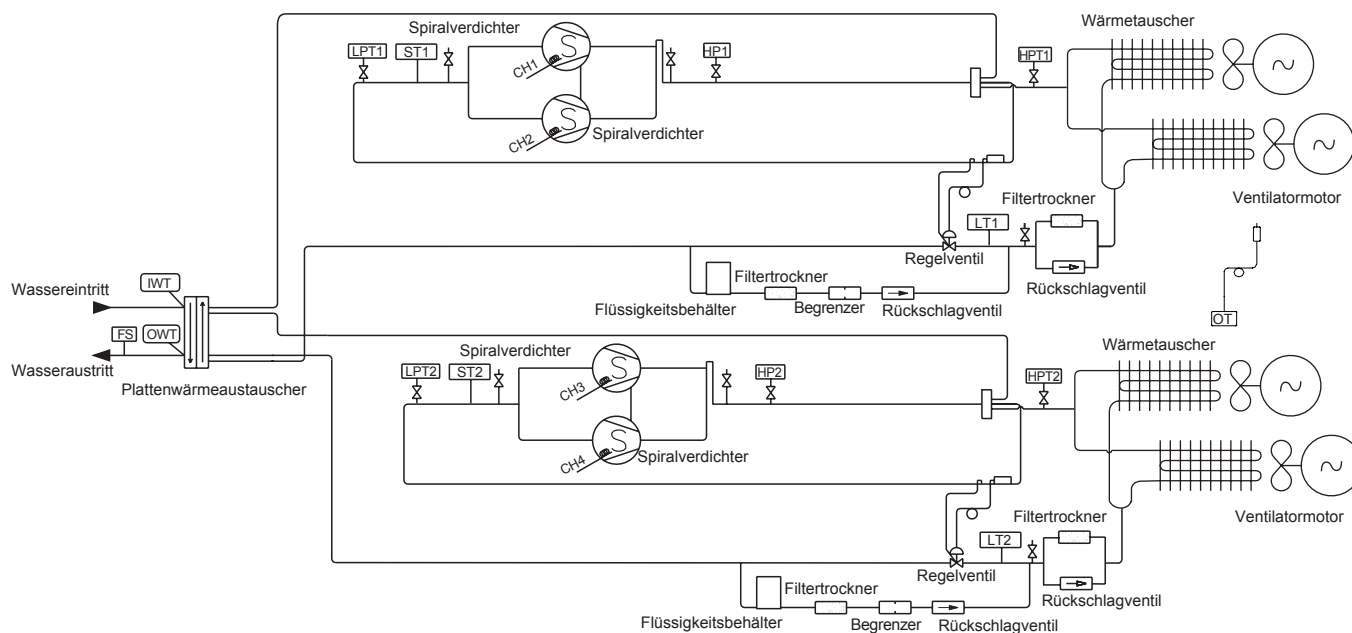 Spiralverdichter
Wärmetauscher
LPT1
ST1
HP1
HPT1
CH1
CH2
Spiralverdichter
Ventilatormotor
Filtertrockner
LT1
Regelventil
Rückschlagventil
Filtertrockner
Flüssigkeitsbehälter
Begrenzer
Rückschlagventil
OT
IWT
Wassereintritt
FS
OWT
Wasseraustritt
Plattenwärmeaustauscher
Spiralverdichter
Wärmetauscher
LPT2
ST2
HP2
HPT2
CH3
CH4
Spiralverdichter
Ventilatormotor
Filtertrockner
LT2
Regelventil
Rückschlagventil
Filtertrockner
Flüssigkeitsbehälter
Begrenzer
Rückschlagventil